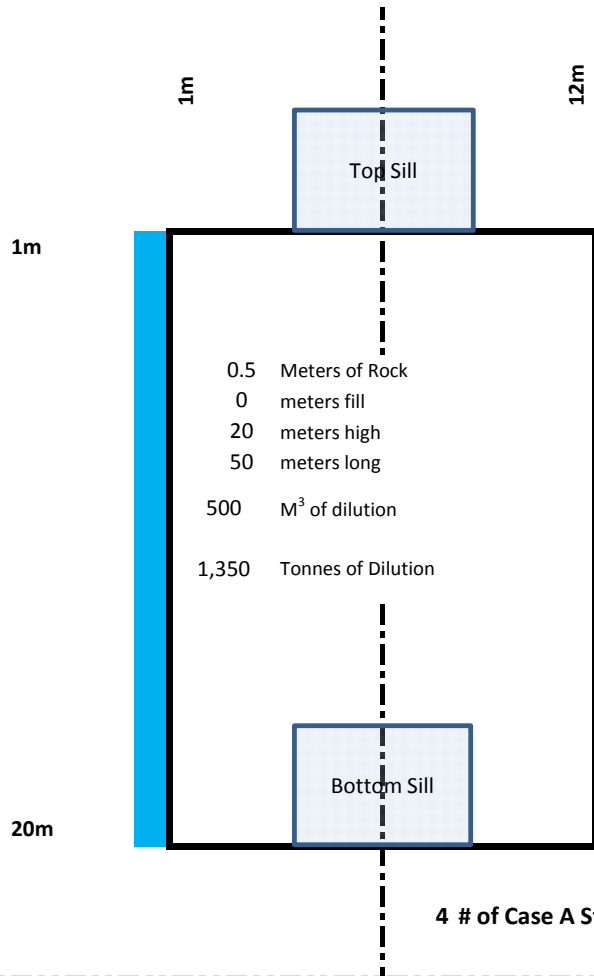 1m
12m
Top Sill
1m
0.5 Meters of Rock
0 meters fill
20 meters high
50 meters long
500 M³ of dilution
1,350 Tonnes of Dilution
Bottom Sill
20m
4 # of Case A